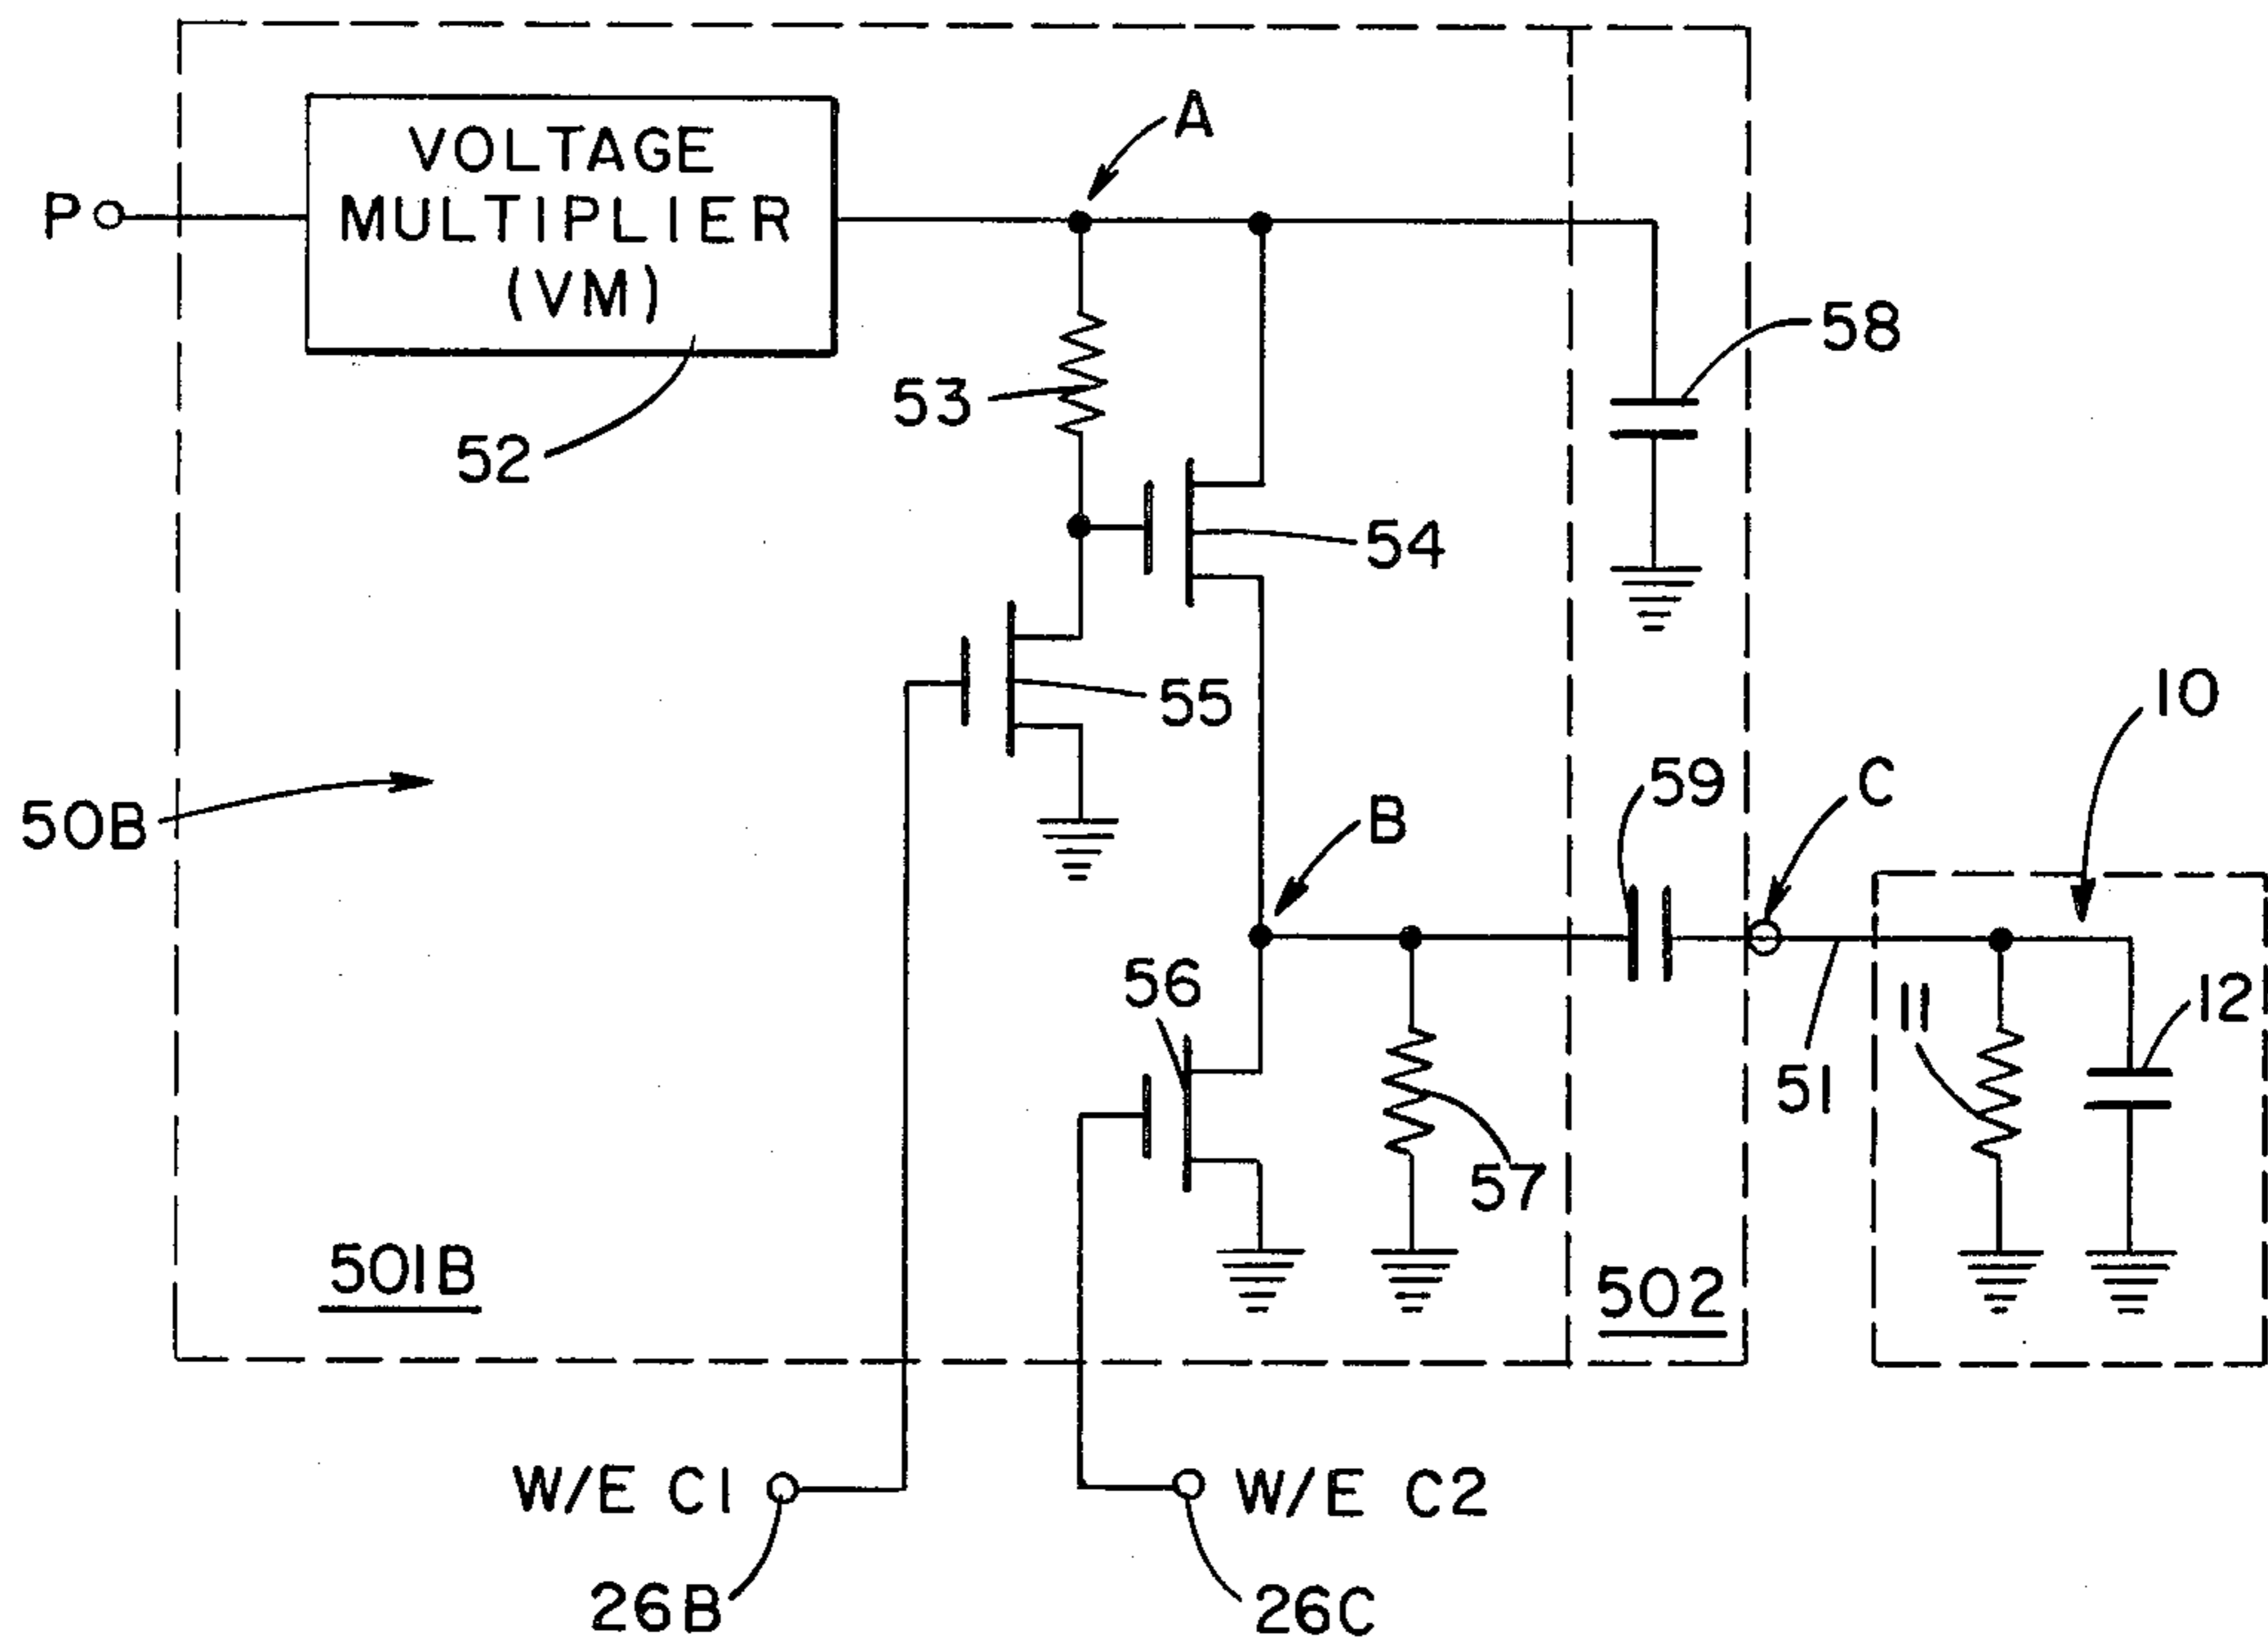 A
VOLTAGE
MULTIPLIER
(VM)
P
58
53
52
54
55
10
59
C
50B
B
56
11
12
51
57
501B
502
W/E C1
W/E C2
26B
26C